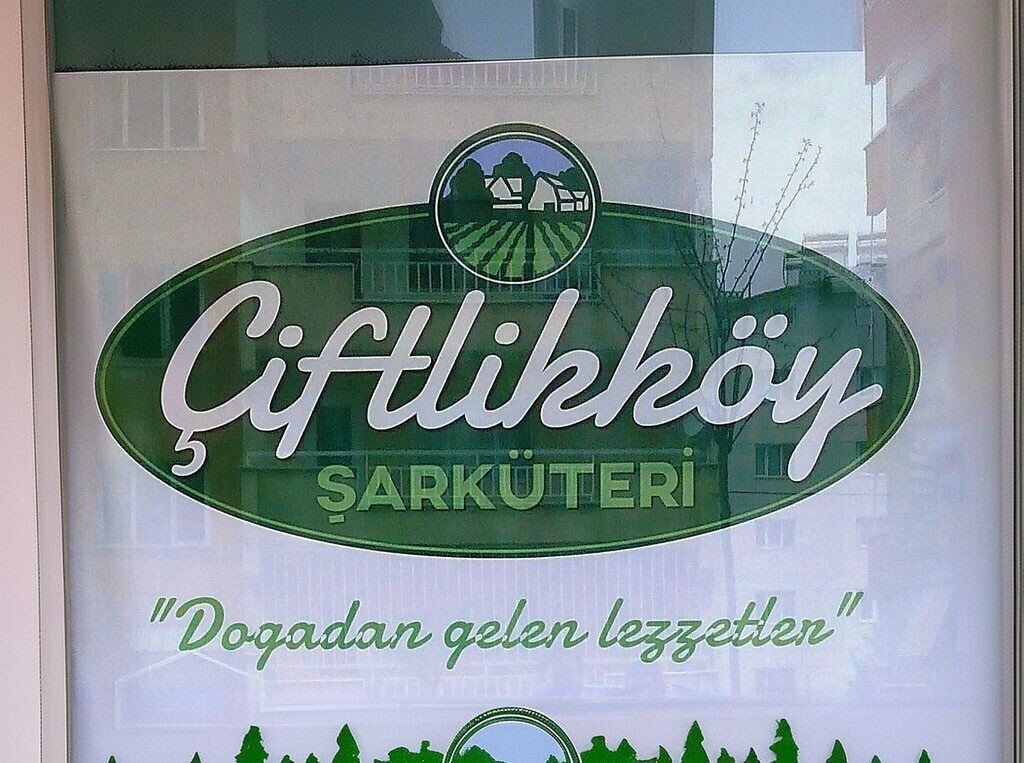 Çiftlikköy
ŞARKÜTERİ
"Dogadan gelen lezzetler"